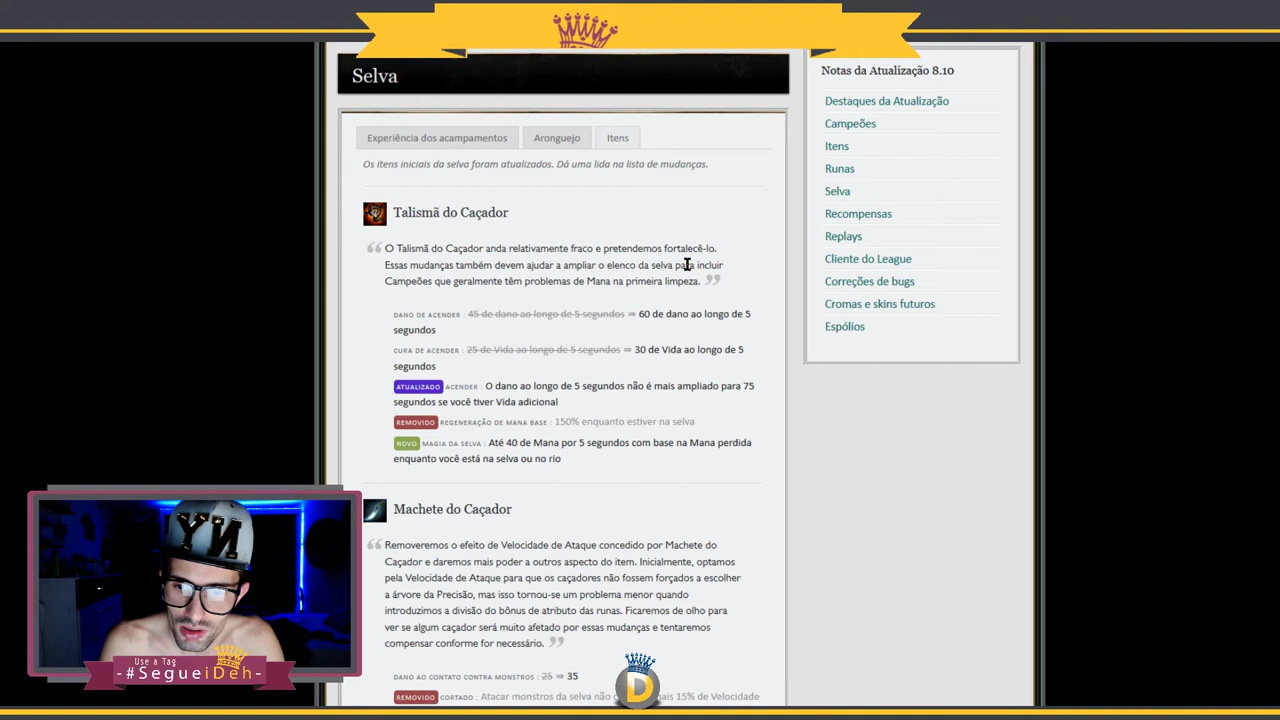 Selva
Experiência dos acampamentos
Aronguejo
Itens
Os itens iniciais da selva foram atualizados. Dá uma lida na lista de mudanças.
Talismã do Caçador
O Talismã do Caçador anda relativamente fraco e pretendemos fortalecê-lo.
Essas mudanças também devem ajudar a ampliar o elenco da selva para incluir
Campeões que geralmente têm problemas de Mana na primeira limpeza.
DANO DE ACENDER : 45 de dano ao longo de 5 segundos ⇒ 60 de dano ao longo de 5
segundos
CURA DE ACENDER : 25 de Vida ao longo de 5 segundos ⇒ 30 de Vida ao longo de 5
segundos
ATUALIZADO ACENDER : O dano ao longo de 5 segundos não é mais ampliado para 75
segundos se você tiver Vida adicional
REMOVIDO REGENERAÇÃO DE MANA BASE : 150% enquanto estiver na selva
NOVO MAGIA DA SELVA : Até 40 de Mana por 5 segundos com base na Mana perdida
enquanto você está na selva ou no rio
Machete do Caçador
Removeremos o efeito de Velocidade de Ataque concedido por Machete do
Caçador e daremos mais poder a outros aspecto do item. Inicialmente, optamos
pela Velocidade de Ataque para que os caçadores não fossem forçados a escolher
a árvore da Precisão, mas isso tornou-se um problema menor quando
introduzimos a divisão do bônus de atributo das runas. Ficaremos de olho para
ver se algum caçador será muito afetado por essas mudanças e tentaremos
compensar conforme for necessário.
DANO AO CONTATO CONTRA MONSTROS : 25 ⇒ 35
REMOVIDO CORTADO : Atacar monstros da selva não mais 15% de Velocidade
Notas da Atualização 8.10
Destaques da Atualização
Campeões
Itens
Runas
Selva
Recompensas
Replays
Cliente do League
Correções de bugs
Cromas e skins futuros
Espólios
NY
Use a Tag
-#SegueiDeh-
D